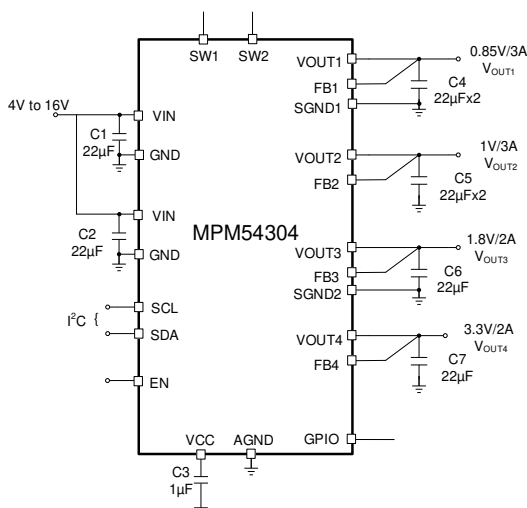 SW1 SW2
VOUT1
0.85V/3A
VOUT1
FB1
C4
22µFx2
SGND1
4V to 16V
VIN
C1
22µF
GND
VOUT2
1V/3A
VOUT2
FB2
C5
22µFx2
VIN
C2
22µF
GND
MPM54304
VOUT3
1.8V/2A
VOUT3
FB3
C6
22µF
SGND2
I²C {
SCL
SDA
VOUT4
3.3V/2A
VOUT4
FB4
C7
22µF
EN
GPIO
VCC AGND
C3
1µF